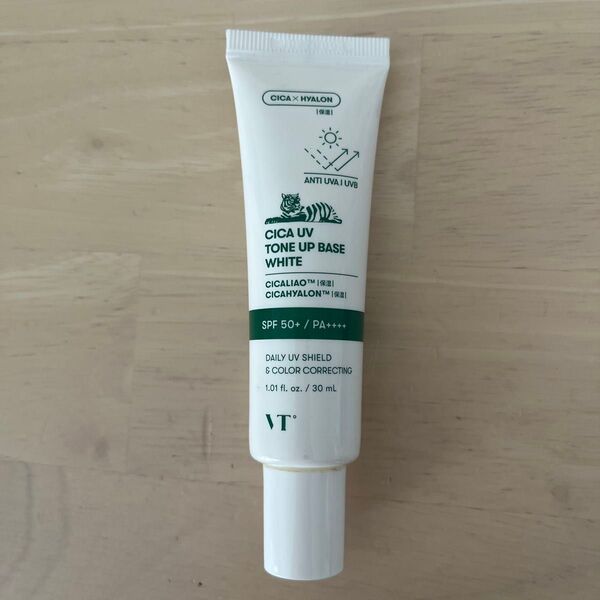 CICA × HYALON
|保湿|
ANTI UVA I UVB
CICA UV
TONE UP BASE
WHITE
CICALIAO™ |保湿|
CICAHYALON™ |保湿|
SPF 50+ / PA++++
DAILY UV SHIELD
& COLOR CORRECTING
1.01 fl. oz. / 30 mL
VT°